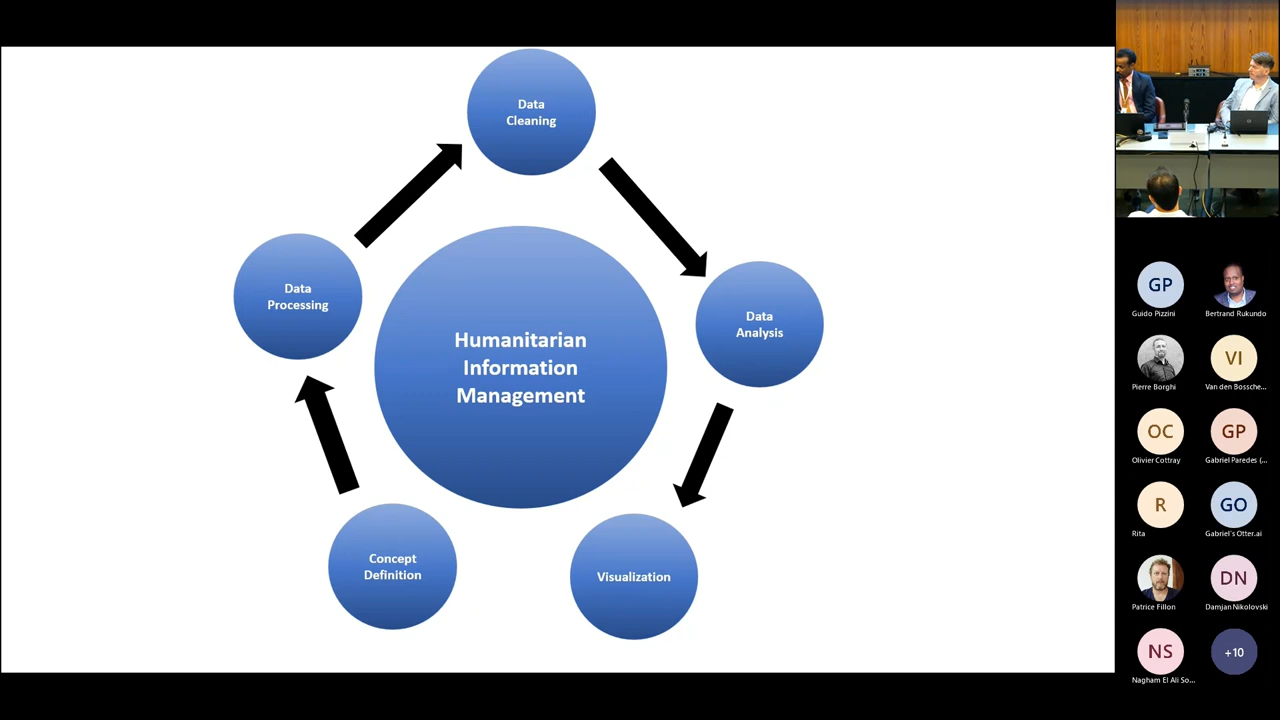 Data
Cleaning
Data
Processing
Data
Analysis
Humanitarian
Information
Management
Concept
Definition
Visualization
GP
Guido Pizzini
Bertrand Rukundo
Pierre Borghi
VI
Van den Bossche...
OC
Olivier Cottray
GP
Gabriel Paredes (...
R
Rita
GO
Gabriel's Otter.ai
Patrice Fillon
DN
Damjan Nikolovski
NS
Nagham El Ali So...
+10